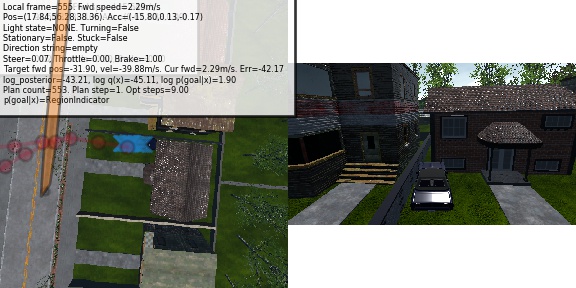 Local frame=555. Fwd speed=2.29m/s
Pos=(17.84,56.28,38.36). Acc=(-15.80,0.13,-0.17)
Light state=NONE. Turning=False
Stationary=False. Stuck=False
Direction string=empty
Steer=0.07, Throttle=0.00, Brake=1.00
Target fwd pos=-31.90, vel=-39.88m/s. Cur fwd=2.29m/s. Err=-42.17
log_posterior=-43.21, log q(x)=-45.11, log p(goal|x)=1.90
Plan count=553. Plan step=1. Opt steps=9.00
p(goal|x)=RegionIndicator